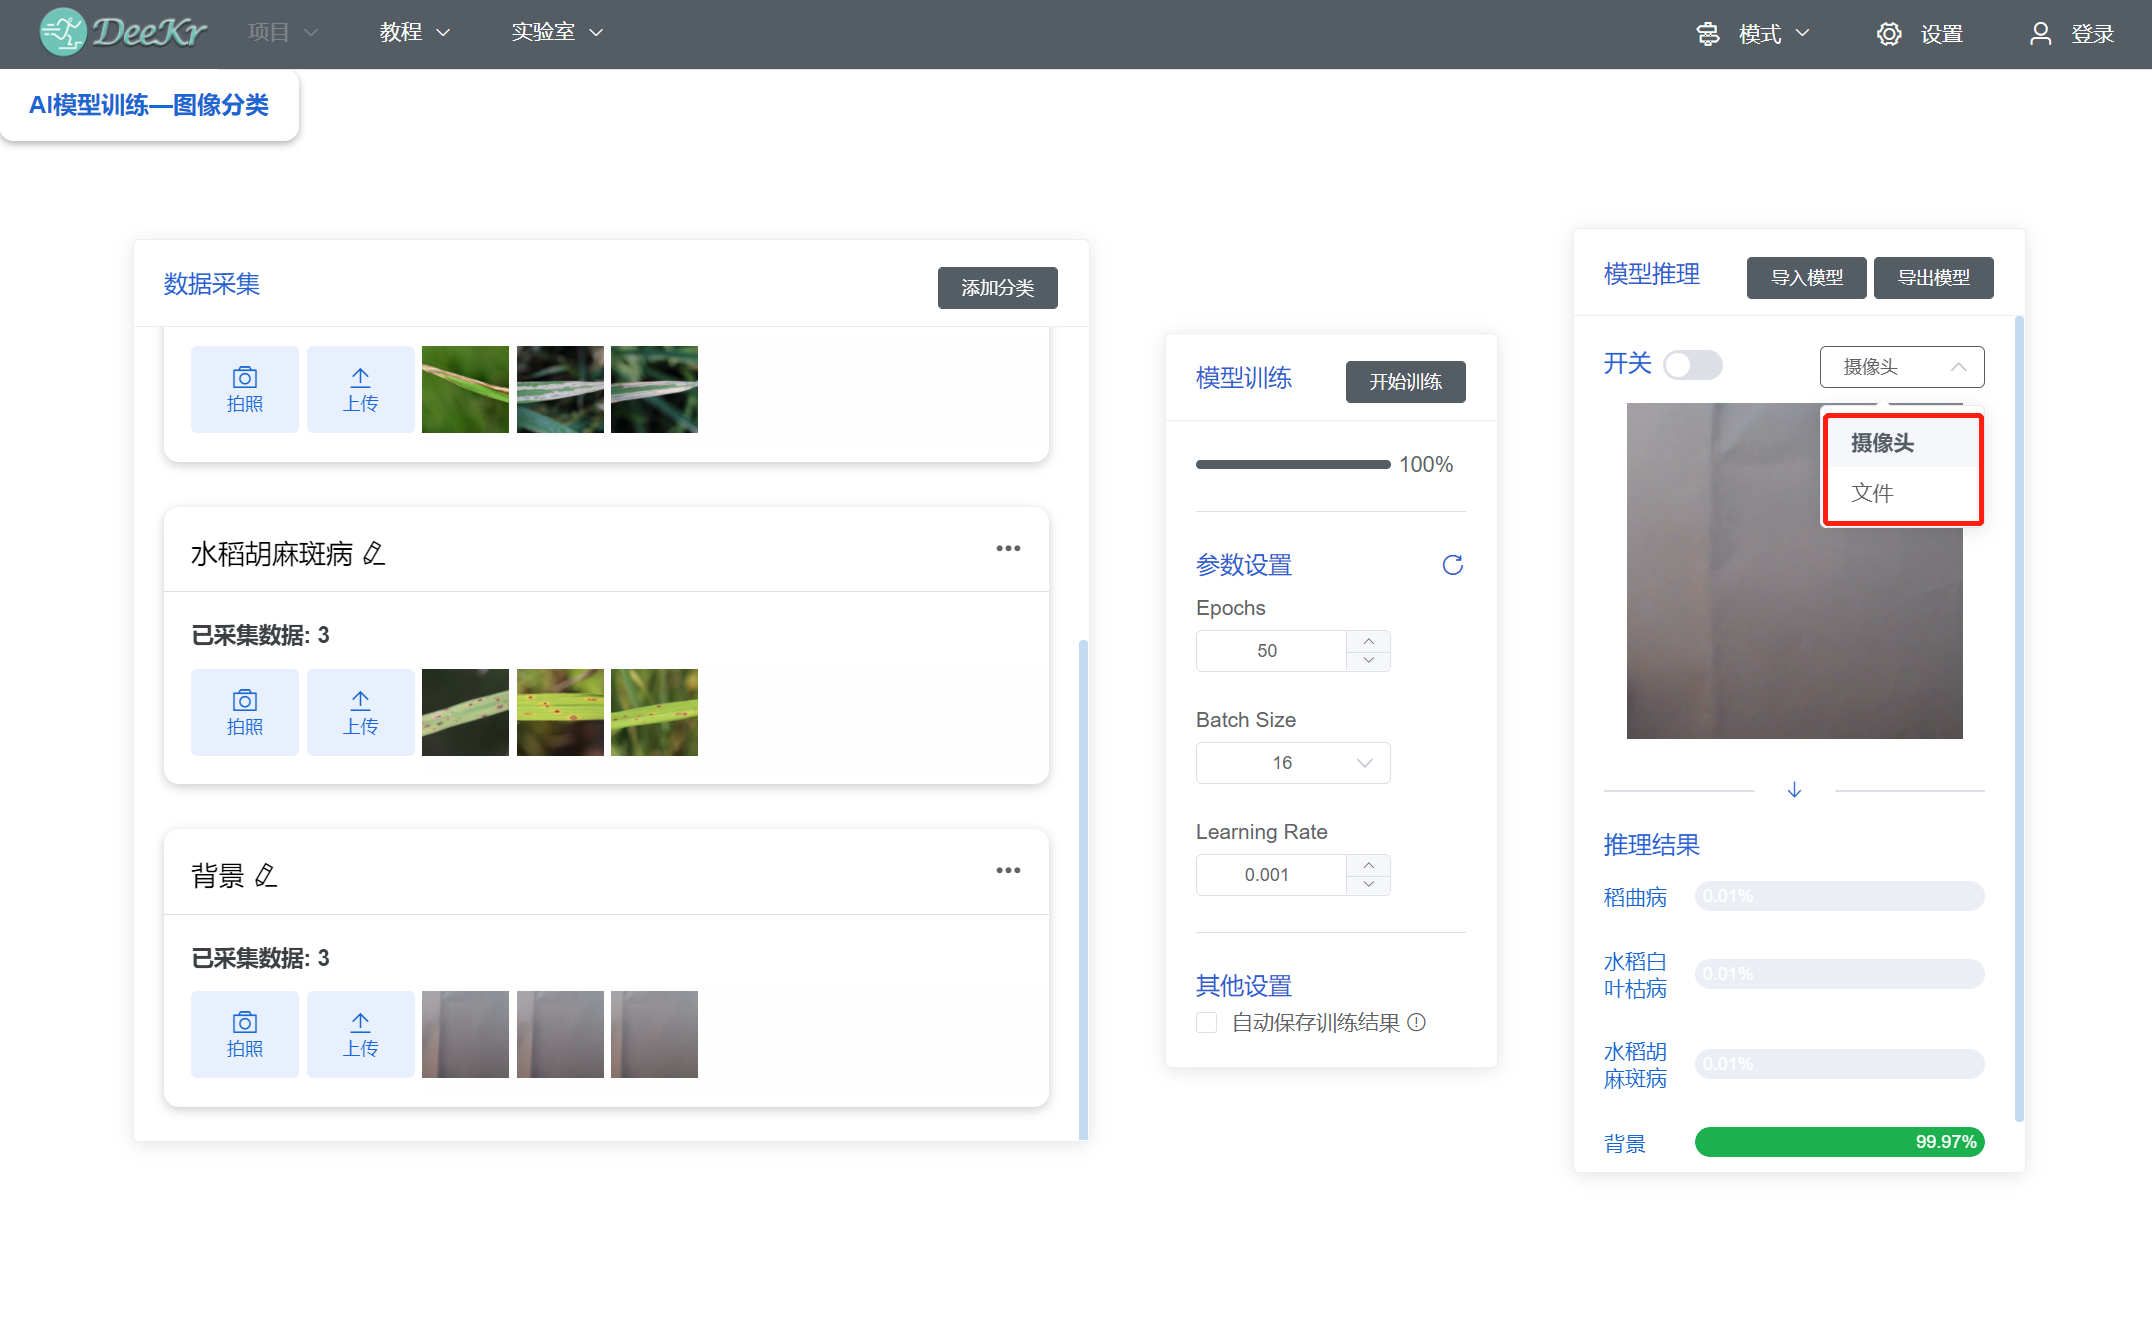 DeeKr
项目
教程
实验室
模式
设置
登录
AI模型训练—图像分类
数据采集
添加分类
拍照
上传
水稻胡麻斑病
已采集数据: 3
拍照
上传
背景
已采集数据: 3
拍照
上传
模型训练
开始训练
100%
参数设置
Epochs
50
Batch Size
16
Learning Rate
0.001
其他设置
自动保存训练结果
模型推理
导入模型
导出模型
开关
摄像头
摄像头
文件
推理结果
稻曲病
0.01%
水稻白
叶枯病
0.01%
水稻胡
麻斑病
0.01%
背景
99.97%